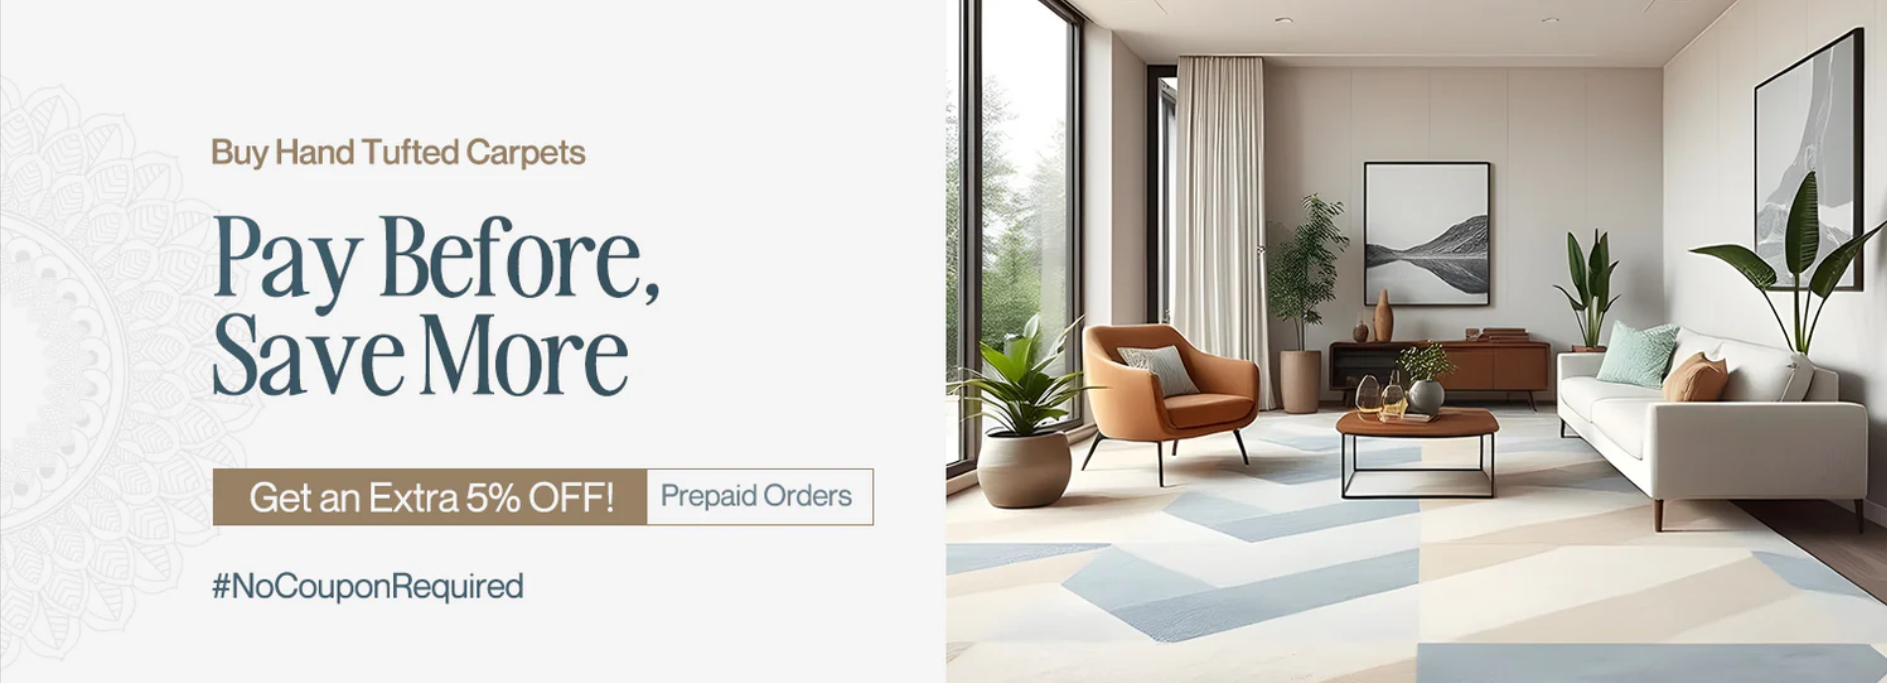 Buy Hand Tufted Carpets
Pay Before,
Save More
Get an Extra 5% OFF! Prepaid Orders
#NoCouponRequired